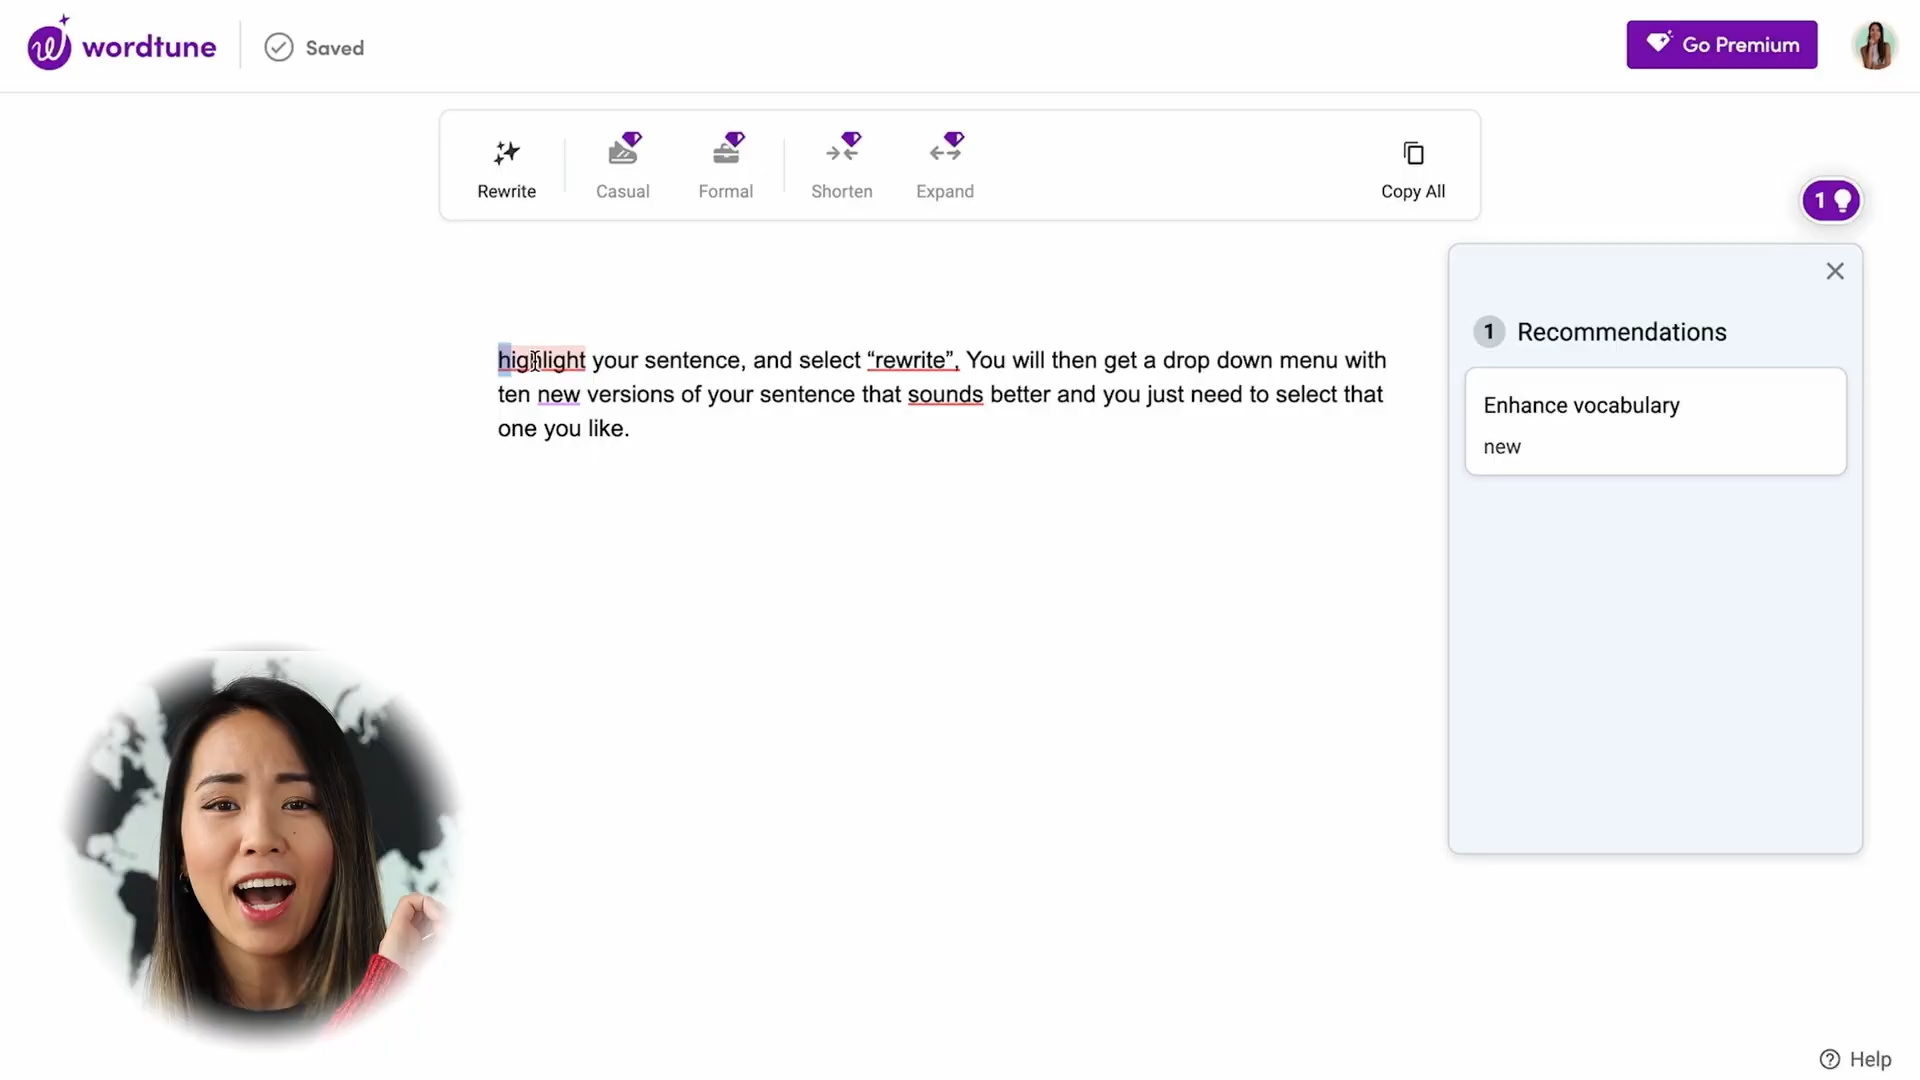 wordtune
Saved
Go Premium
Rewrite
Casual
Formal
Shorten
Expand
Copy All
1
1 Recommendations
Enhance vocabulary
new
highlight your sentence, and select “rewrite”, You will then get a drop down menu with
ten new versions of your sentence that sounds better and you just need to select that
one you like.
Help